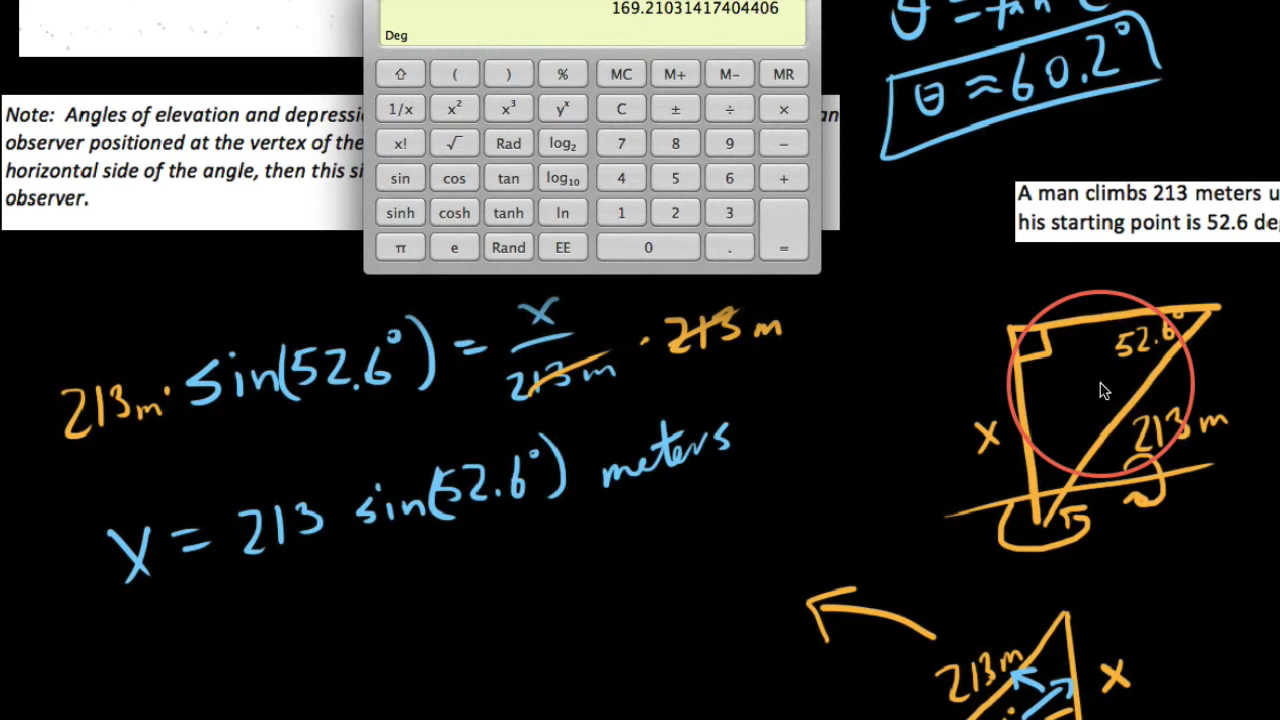 169.21031417404406
Deg
( ) % MC M+ M- MR
1/x x² x³ yˣ C ± ÷ ×
x! √ Rad log₂ 7 8 9 −
sin cos tan log₁₀ 4 5 6 +
sinh cosh tanh ln 1 2 3
π e Rand EE 0 . =
Note: Angles of elevation and depressi
observer positioned at the vertex of the
horizontal side of the angle, then this si
observer.
an
θ = tan
θ ≈ 60.2°
A man climbs 213 meters u
his starting point is 52.6 de
213m · sin(52.6°) = x / 213 m · 213 m
x = 213 sin(52.6°) meters
52.6°
x
213 m
213 m
x